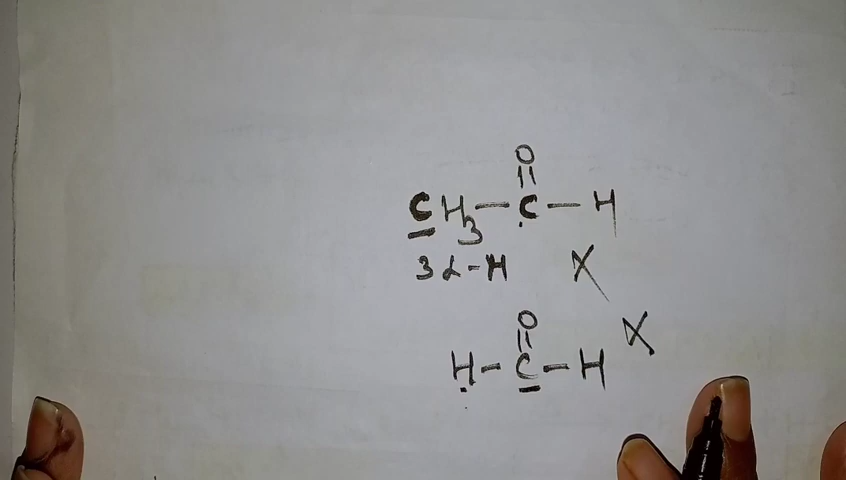 O
||
CH3—C—H
3α-H X
O
||
H-C-H X